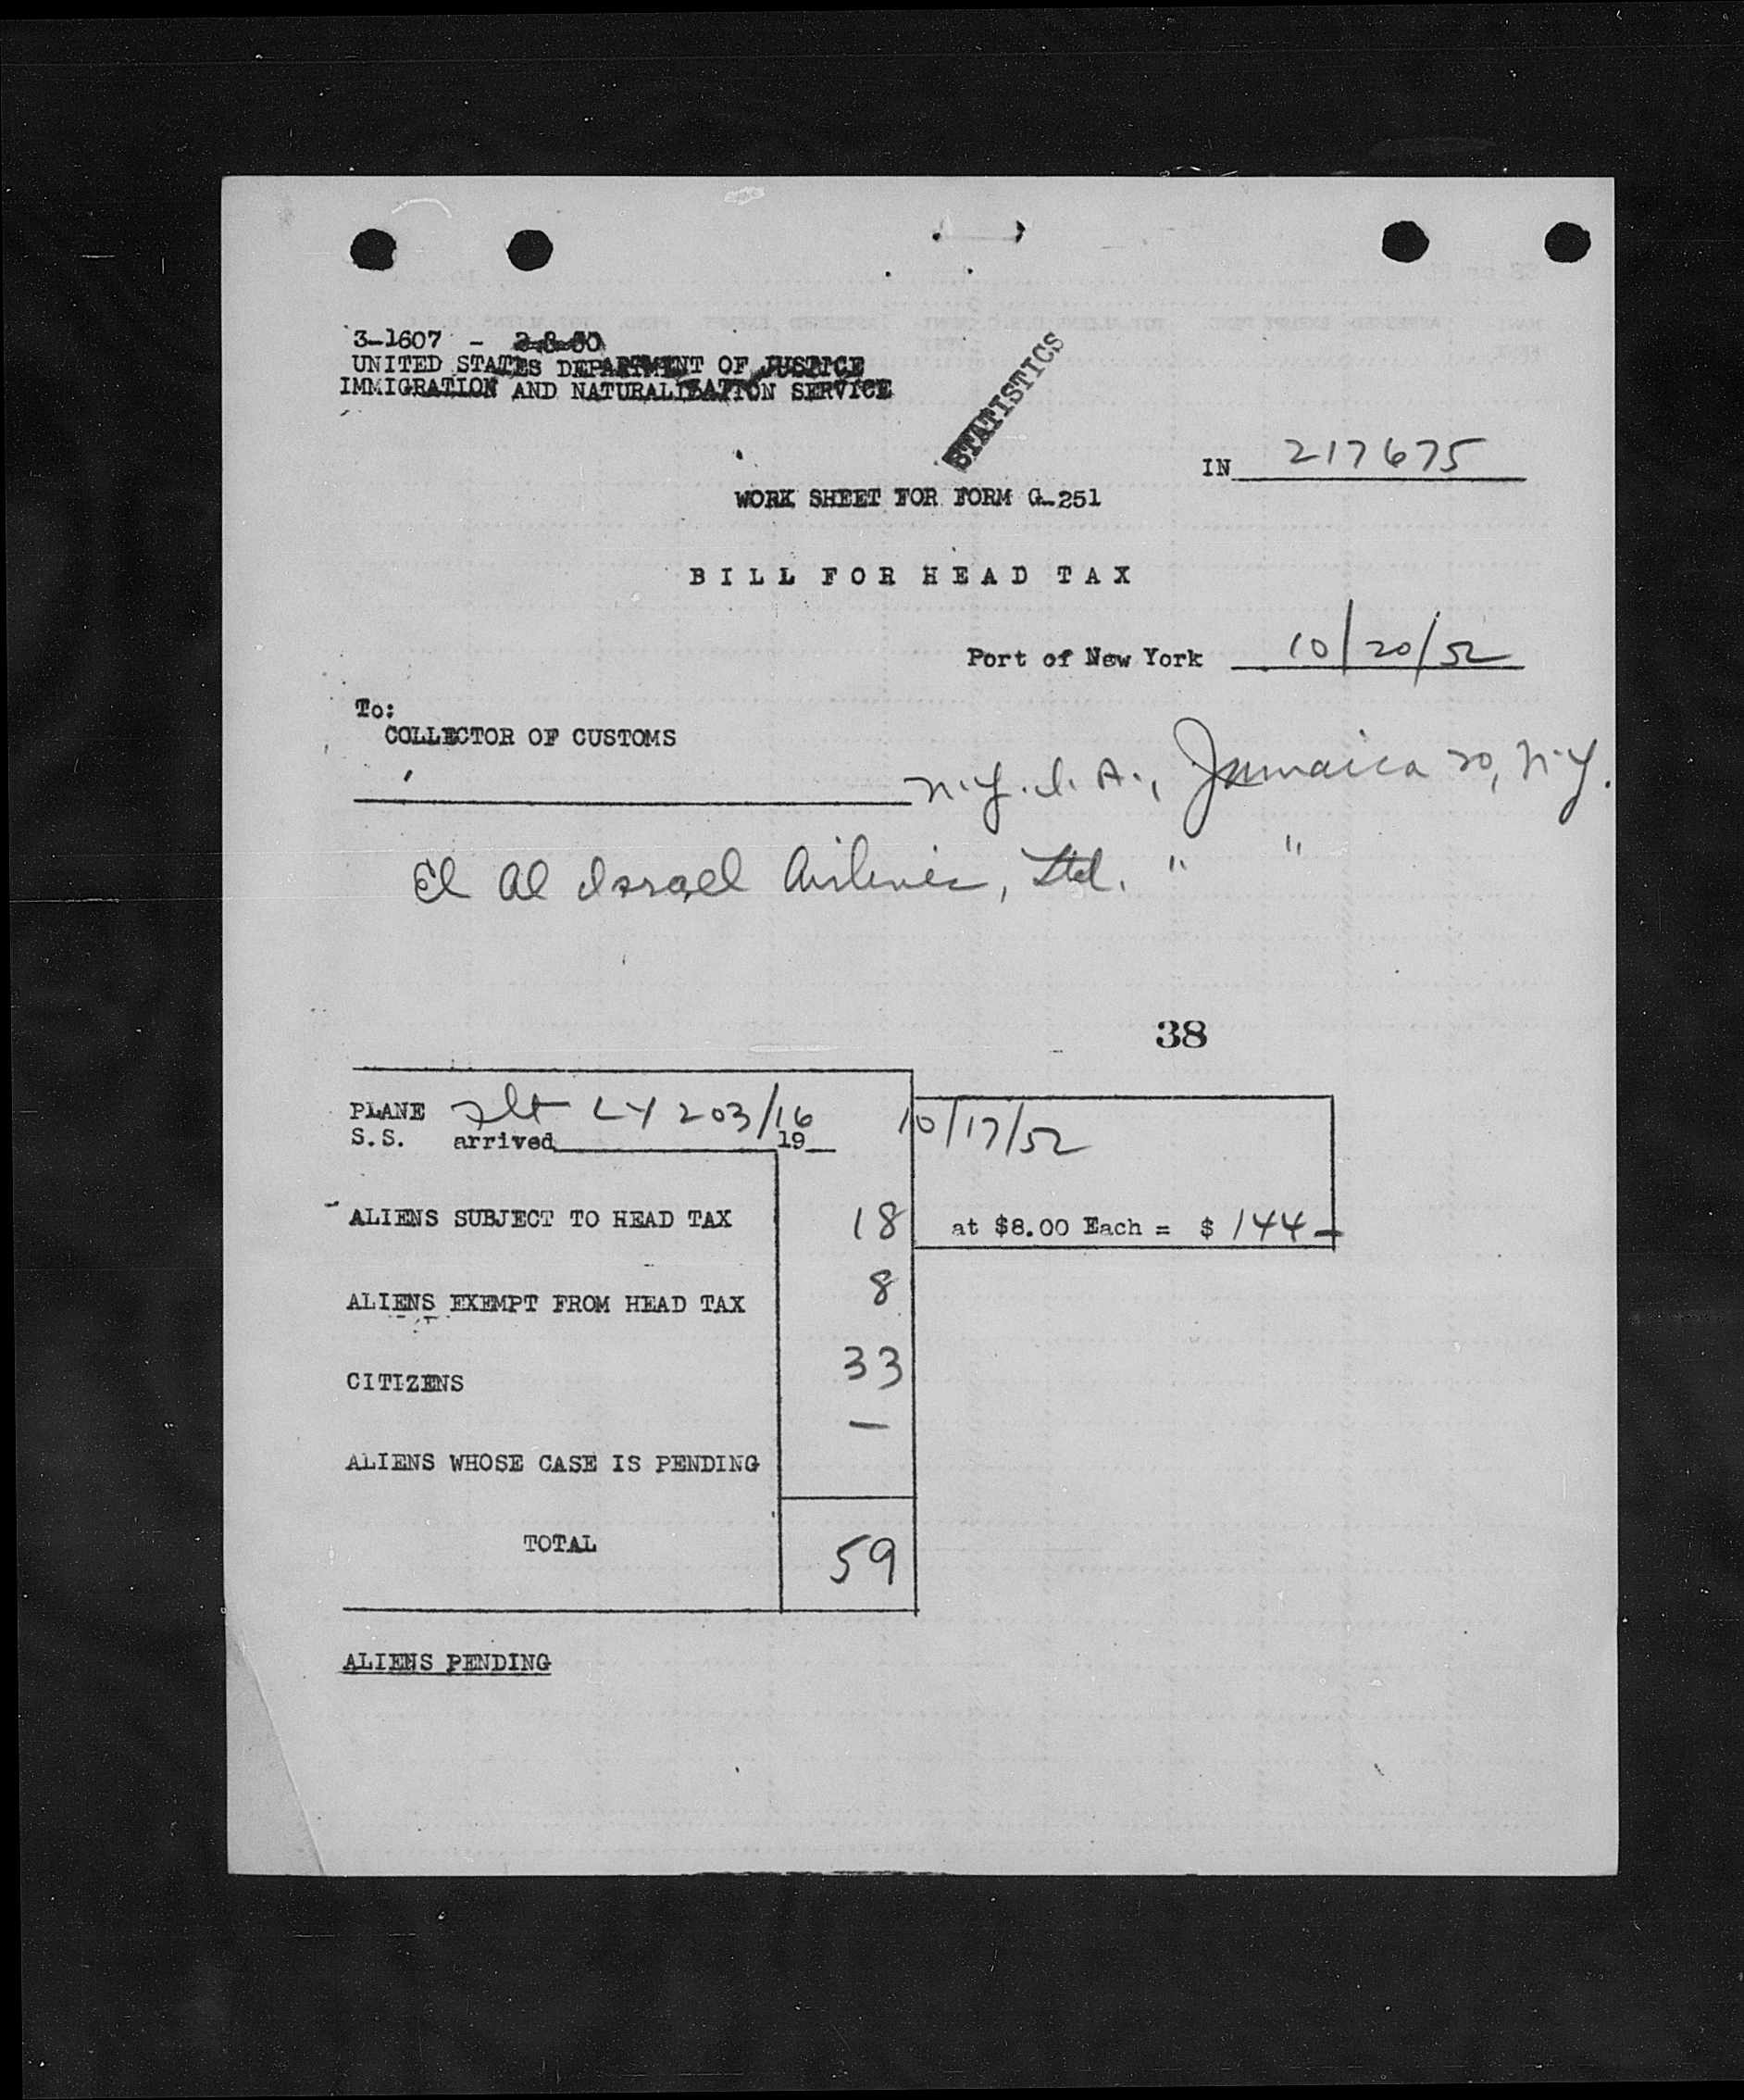 3-1607 - 2-8-50
UNITED STATES DEPARTMENT OF JUSTICE
IMMIGRATION AND NATURALIZATION SERVICE
STATISTICS
IN 217675
WORK SHEET FOR FORM G-251
BILL FOR HEAD TAX
Port of New York 10/20/52
To:
COLLECTOR OF CUSTOMS
N.Y.I.A., Jamaica 30, N.Y.
El Al Israel Airlines, Ltd. " "
38
PLANE flt LY 203/16 10/17/52
S.S. arrived 19
ALIENS SUBJECT TO HEAD TAX 18 at $8.00 Each = $ 144-
ALIENS EXEMPT FROM HEAD TAX 8
CITIZENS 33
ALIENS WHOSE CASE IS PENDING —
TOTAL 59
ALIENS PENDING